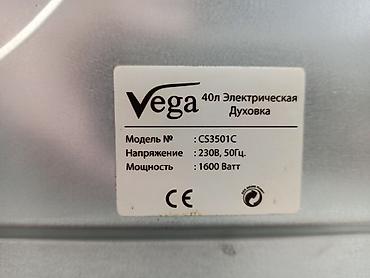 Vega 40л Электрическая
Духовка
Модель № : CS3501C
Напряжение : 230В, 50Гц.
Мощность : 1600 Ватт
CE